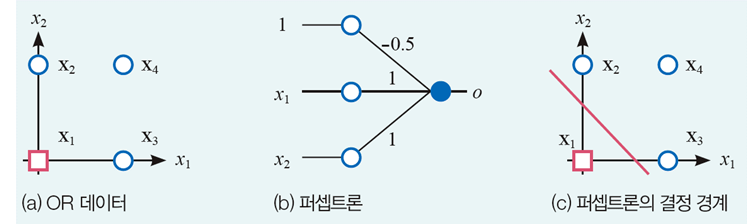 x₂
x₂ x₄
x₁ x₃
x₁
(a) OR 데이터
1
-0.5
x₁ 1 o
1
x₂
(b) 퍼셉트론
x₂
x₂ x₄
x₁ x₃
x₁
(c) 퍼셉트론의 결정 경계